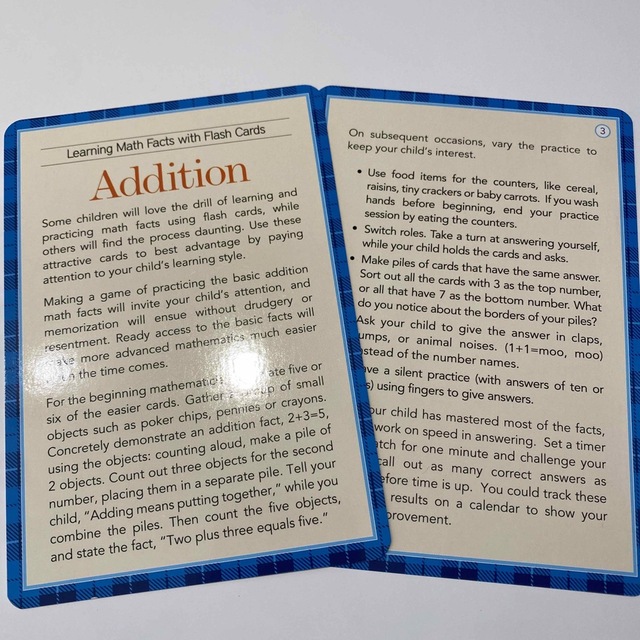 Learning Math Facts with Flash Cards
Addition
Some children will love the drill of learning and
practicing math facts using flash cards, while
others will find the process daunting. Use these
attractive cards to best advantage by paying
attention to your child's learning style.
Making a game of practicing the basic addition
math facts will invite your child's attention, and
memorization will ensue without drudgery or
resentment. Ready access to the basic facts will
more advanced mathematics much easier
the time comes.
For the beginning five or
six of the easier cards. Gather of small
objects such as poker chips, pennies or crayons.
Concretely demonstrate an addition fact, 2+3=5,
using the objects: counting aloud, make a pile of
2 objects. Count out three objects for the second
number, placing them in a separate pile. Tell your
child, "Adding means putting together," while you
combine the piles. Then count the five objects,
and state the fact, "Two plus three equals five."
3
On subsequent occasions, vary the practice to
keep your child's interest.
• Use food items for the counters, like cereal,
raisins, tiny crackers or baby carrots. If you wash
hands before beginning, end your practice
session by eating the counters.
• Switch roles. Take a turn at answering yourself,
while your child holds the cards and asks.
• Make piles of cards that have the same answer.
Sort out all the cards with 3 as the top number,
or all that have 7 as the bottom number. What
do you notice about the borders of your piles?
Ask your child to give the answer in claps,
or animal noises. (1+1=moo, moo)
of the number names.
a silent practice (with answers of ten or
using fingers to give answers.
your child has mastered most of the facts,
work on speed in answering. Set a timer
for one minute and challenge your
call out as many correct answers as
before time is up. You could track these
results on a calendar to show your